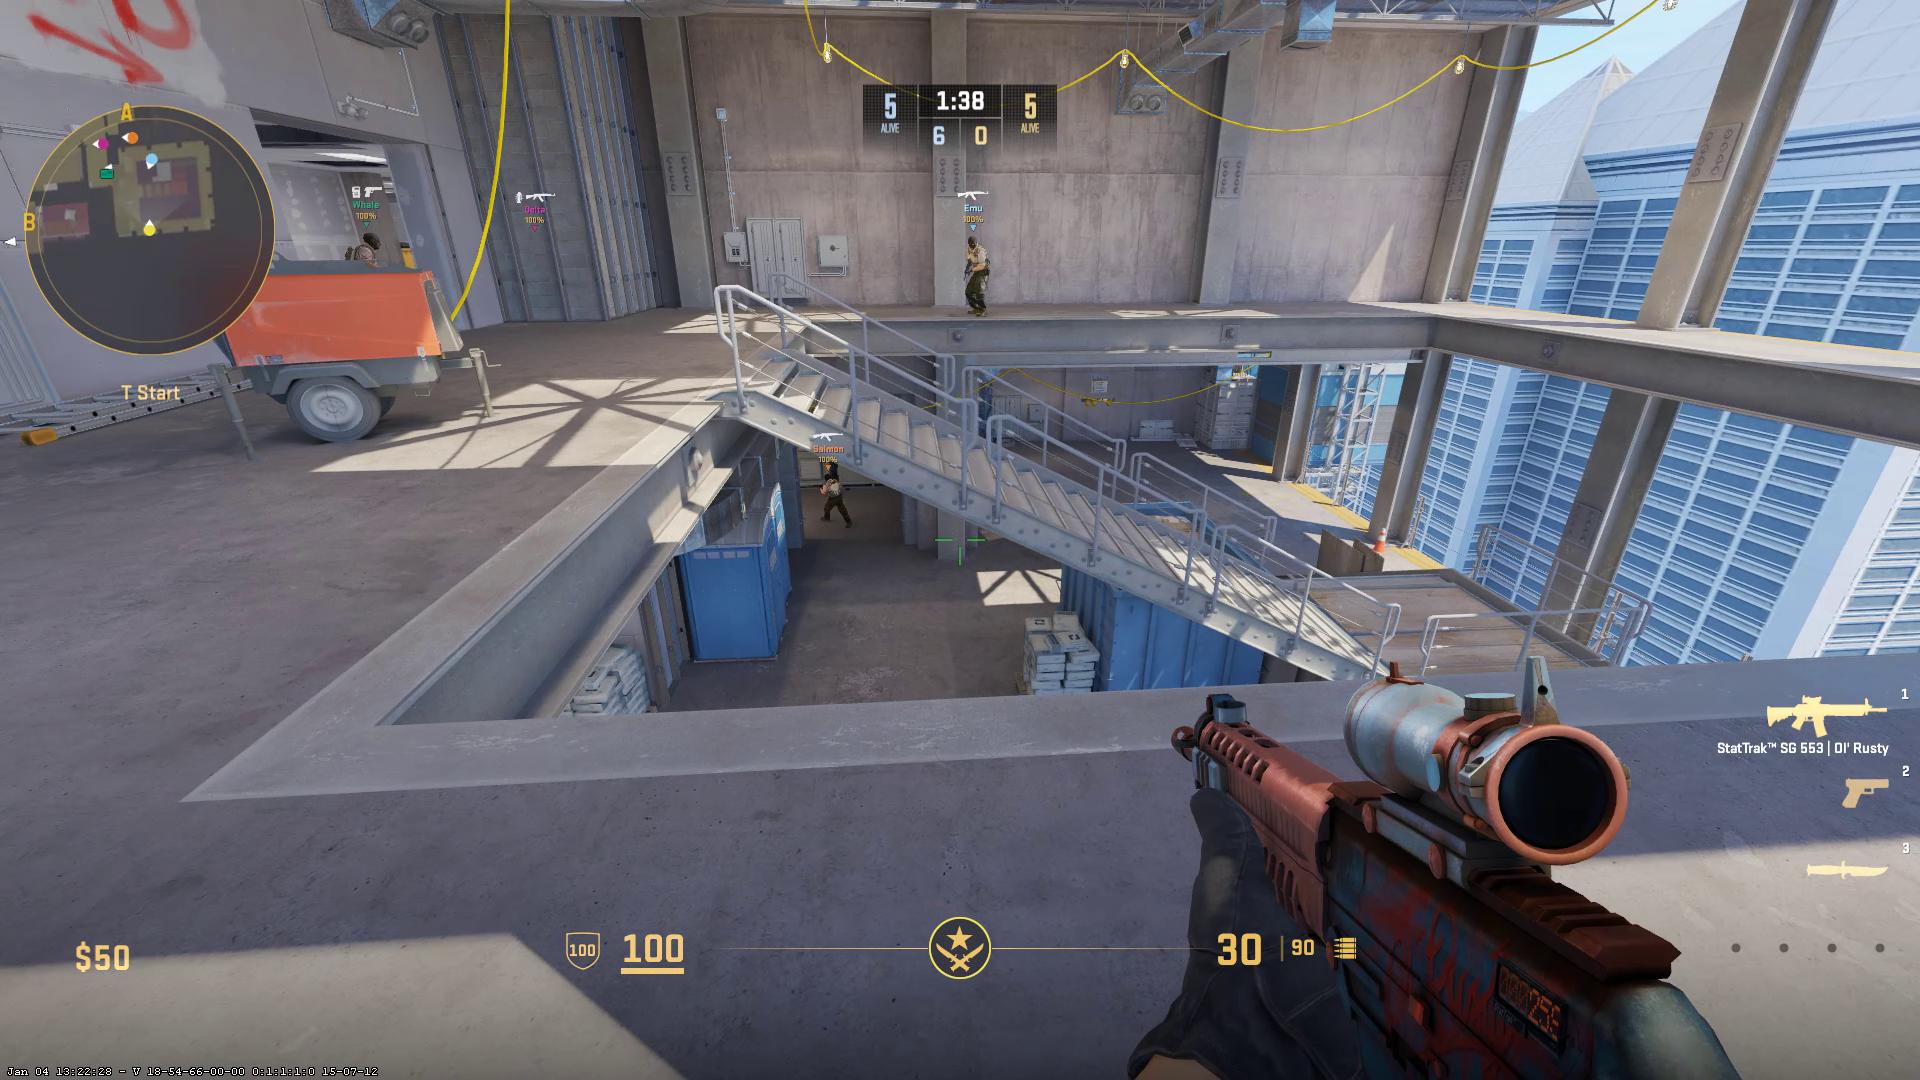 5
ALIVE
1:38
5
ALIVE
6
0
A
B
T Start
Whale
100%
Delta
100%
Emu
100%
Salmon
100%
1
StatTrak™ SG 553 | Ol' Rusty
2
3
$50
100
100
30
90
Jan 04 13:22:28 - V 18-54-66-00-00 0:1:1:1:0 15-07-12